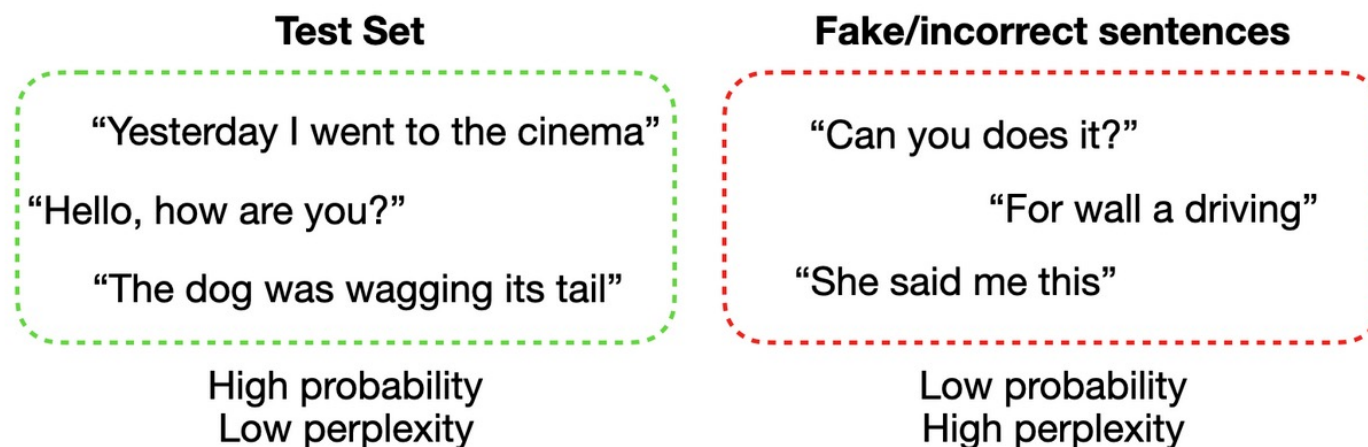 Test Set
“Yesterday I went to the cinema”
“Hello, how are you?”
“The dog was wagging its tail”
High probability
Low perplexity
Fake/incorrect sentences
“Can you does it?”
“For wall a driving”
“She said me this”
Low probability
High perplexity